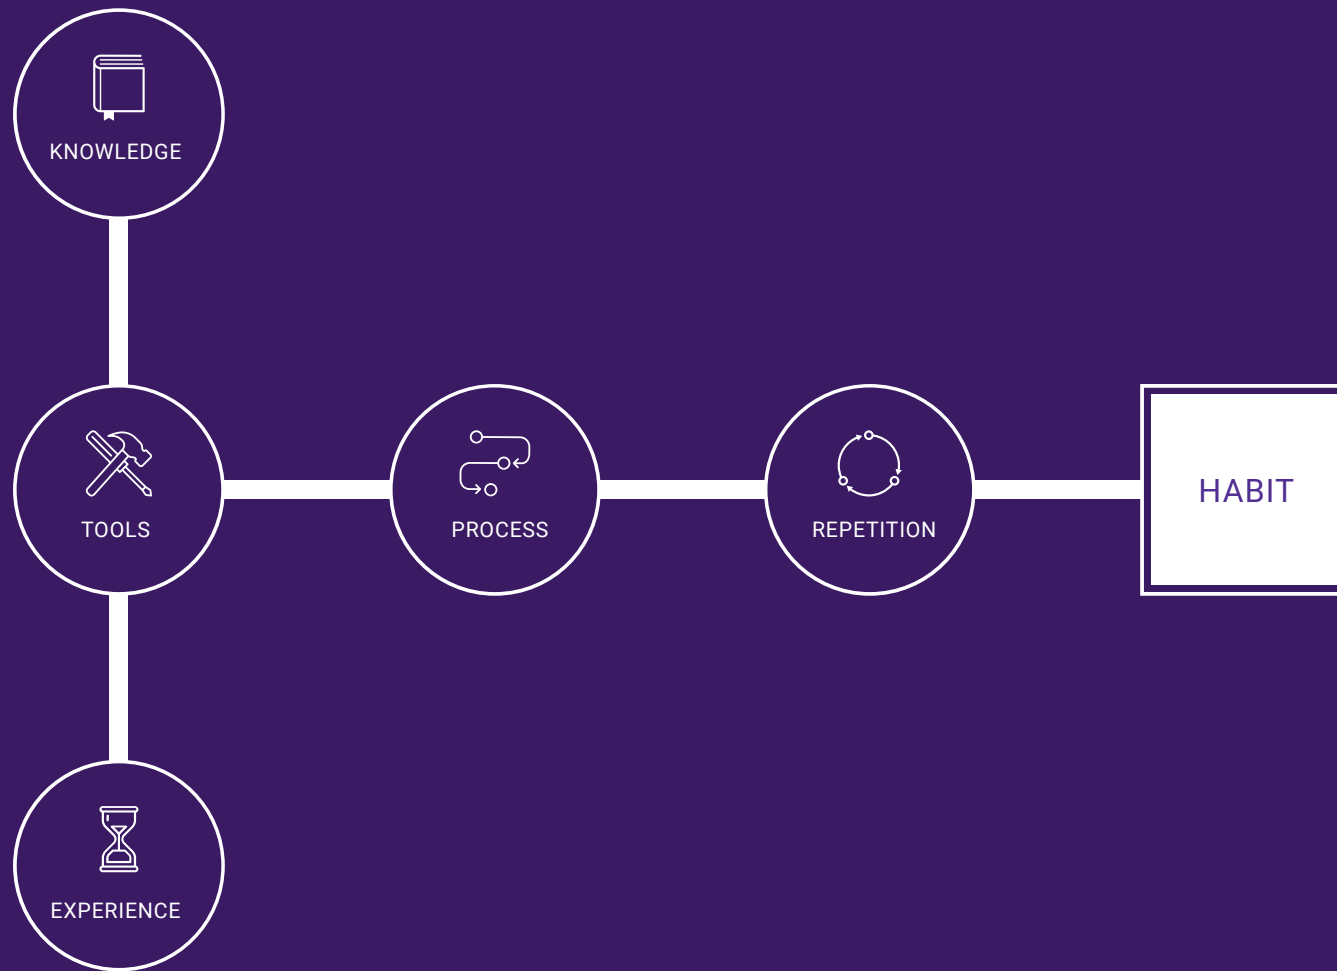 KNOWLEDGE
TOOLS
PROCESS
REPETITION
HABIT
EXPERIENCE